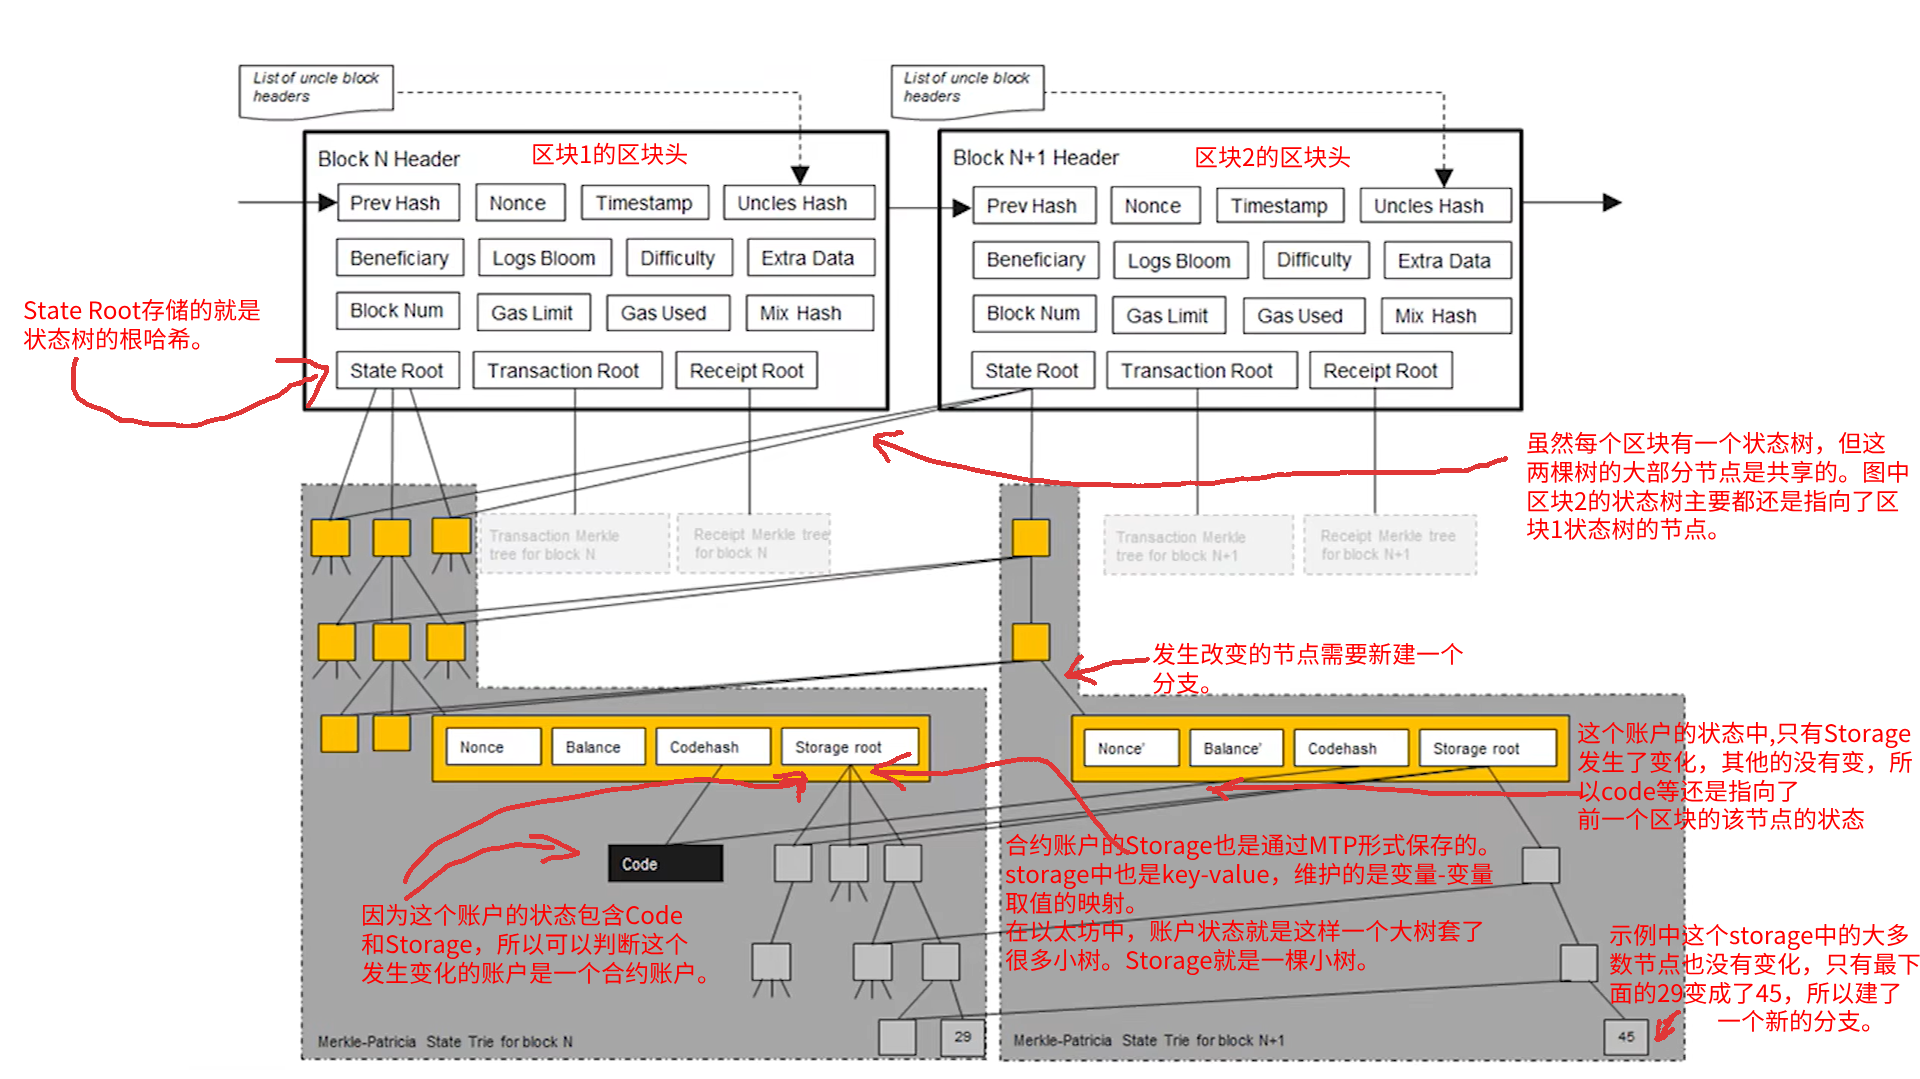 List of uncle block
headers
List of uncle block
headers
Block N Header
区块1的区块头
Block N+1 Header
区块2的区块头
Prev Hash
Nonce
Timestamp
Uncles Hash
Prev Hash
Nonce
Timestamp
Uncles Hash
Beneficiary
Logs Bloom
Difficulty
Extra Data
Beneficiary
Logs Bloom
Difficulty
Extra Data
Block Num
Gas Limit
Gas Used
Mix Hash
Block Num
Gas Limit
Gas Used
Mix Hash
State Root存储的就是
状态树的根哈希。
State Root
Transaction Root
Receipt Root
State Root
Transaction Root
Receipt Root
虽然每个区块有一个状态树，但这
两棵树的大部分节点是共享的。图中
区块2的状态树主要都还是指向了区
块1状态树的节点。
Transaction Merkle
tree for block N
Receipt Merkle tree
for block N
Transaction Merkle
tree for block N+1
Receipt Merkle tree
for block N+1
发生改变的节点需要新建一个
分支。
Nonce
Balance
Codehash
Storage root
Nonce'
Balance'
Codehash
Storage root
这个账户的状态中,只有Storage
发生了变化，其他的没有变，所
以code等还是指向了
前一个区块的该节点的状态
Code
合约账户的Storage也是通过MTP形式保存的。
storage中也是key-value，维护的是变量-变量
取值的映射。
在以太坊中，账户状态就是这样一个大树套了
很多小树。Storage就是一棵小树。
因为这个账户的状态包含Code
和Storage，所以可以判断这个
发生变化的账户是一个合约账户。
示例中这个storage中的大多
数节点也没有变化，只有最下
面的29变成了45，所以建了
一个新的分支。
29
45
Merkle-Patricia State Trie for block N
Merkle-Patricia State Trie for block N+1